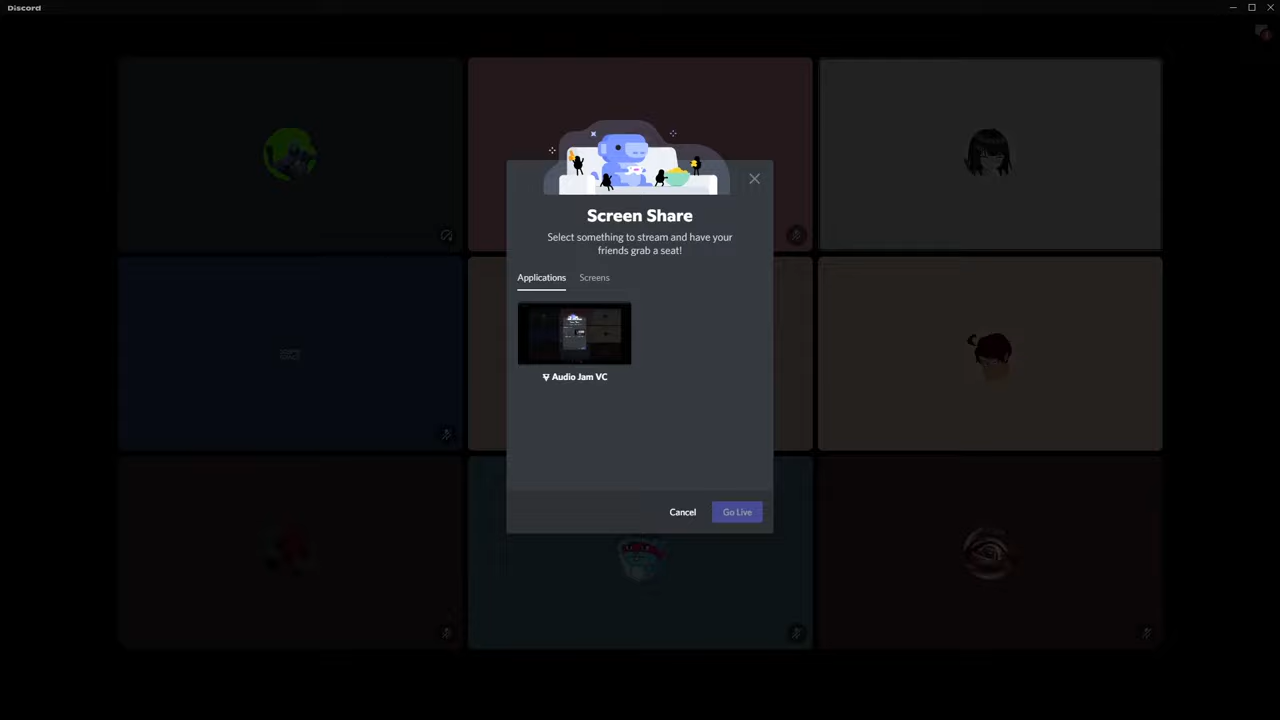 Discord
Screen Share
Select something to stream and have your
friends grab a seat!
Applications Screens
Audio Jam VC
Cancel Go Live